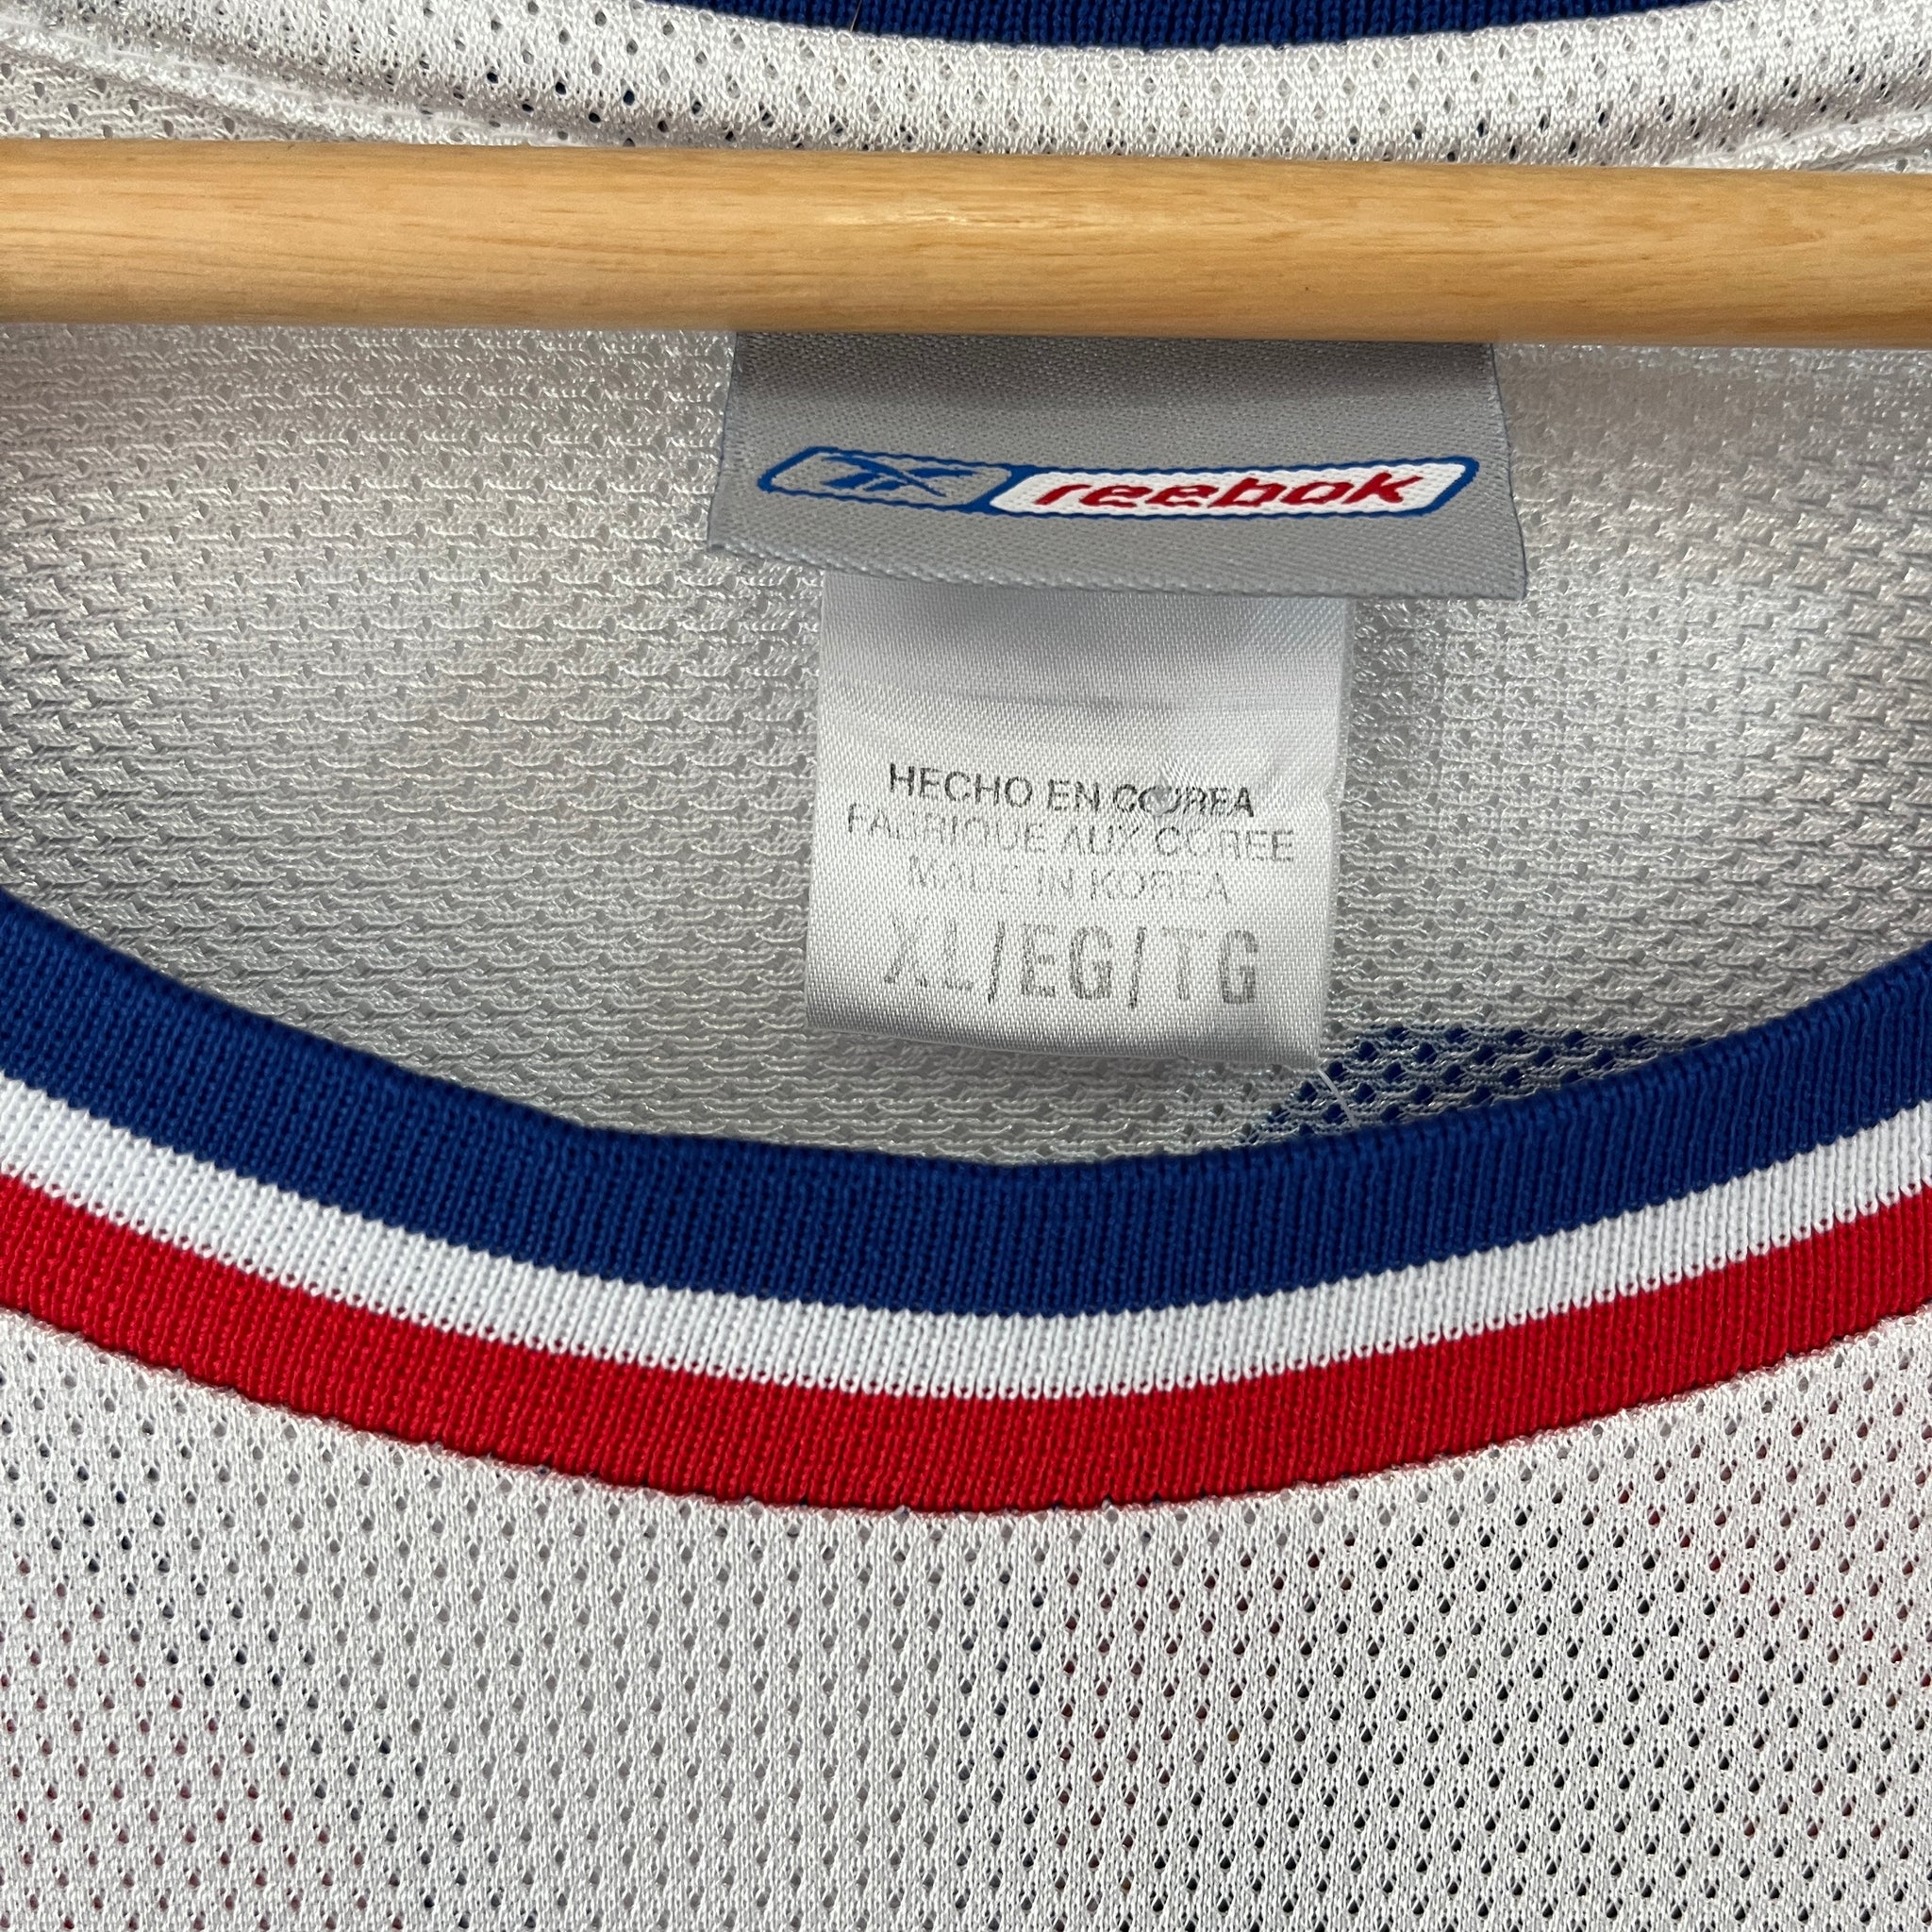 reebok
HECHO EN COREA
FABRIQUE AUX COREE
MADE IN KOREA
XL/EG/TG